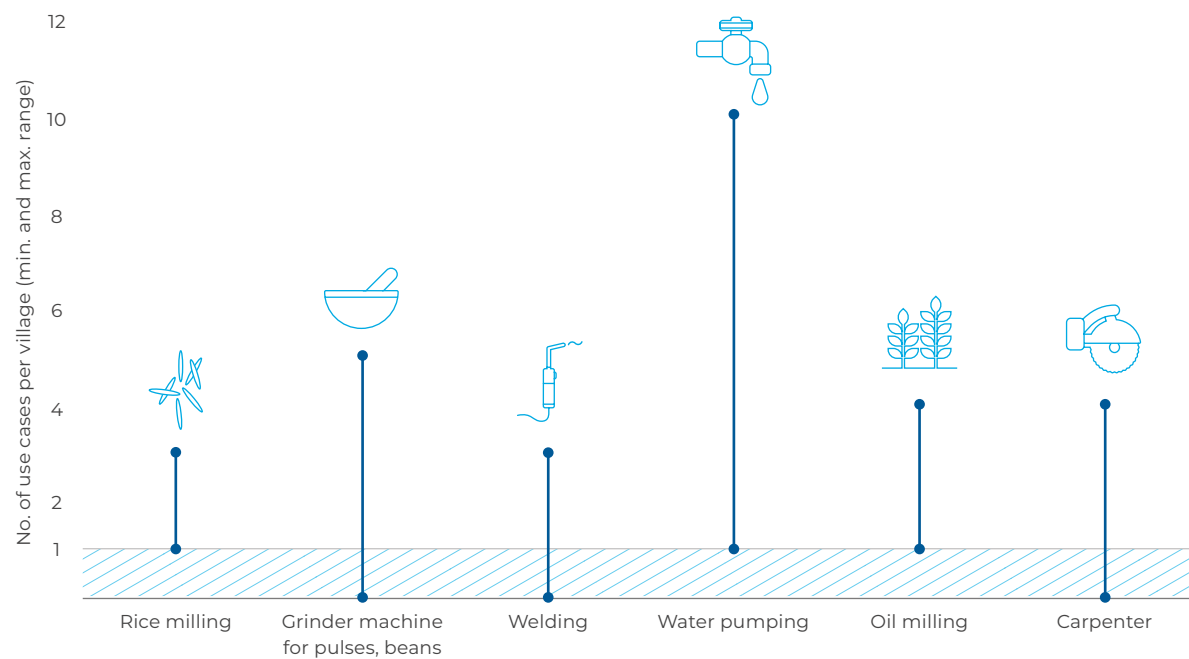 No. of use cases per village (min. and max. range)
12
10
8
6
4
2
1
Rice milling
Grinder machine
for pulses, beans
Welding
Water pumping
Oil milling
Carpenter